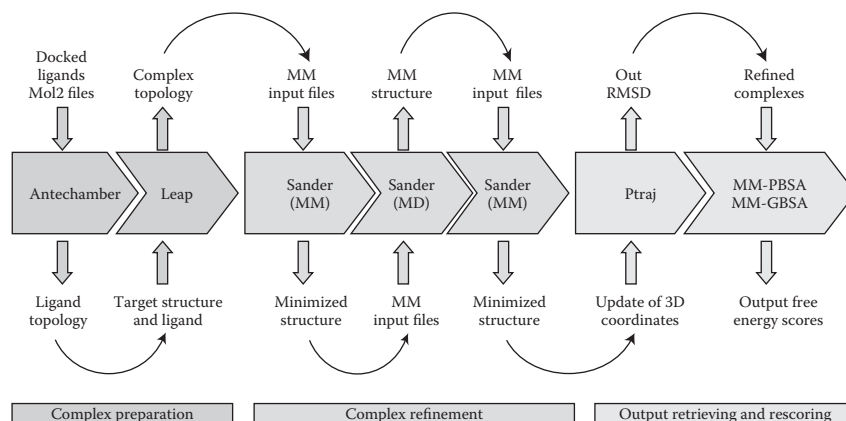 Docked
ligands
Mol2 files
Complex
topology
MM
input files
MM
structure
MM
input files
Out
RMSD
Refined
complexes
Antechamber
Leap
Sander
(MM)
Sander
(MD)
Sander
(MM)
Ptraj
MM-PBSA
MM-GBSA
Ligand
topology
Target structure
and ligand
Minimized
structure
MM
input files
Minimized
structure
Update of 3D
coordinates
Output free
energy scores
Complex preparation
Complex refinement
Output retrieving and rescoring